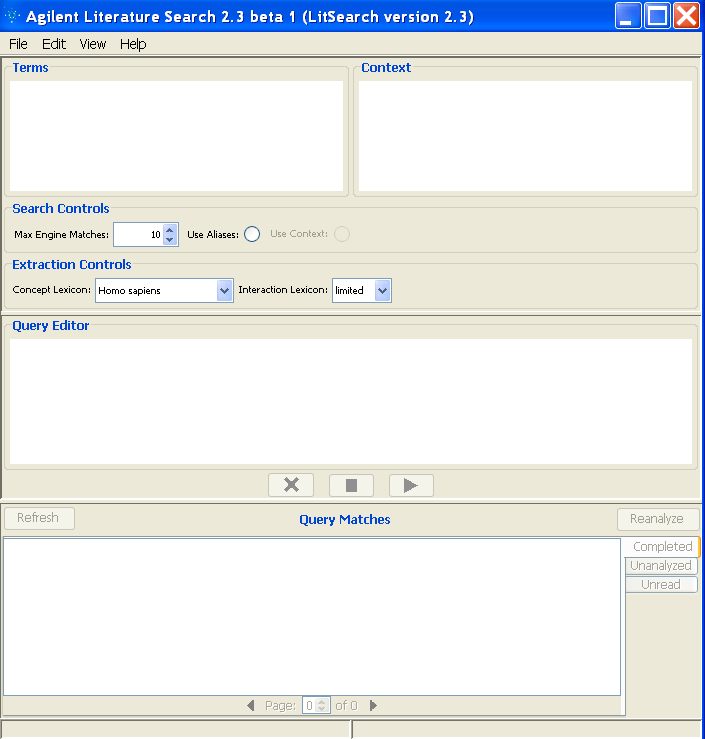 Agilent Literature Search 2.3 beta 1 (LitSearch version 2.3)
File Edit View Help
Terms Context
Search Controls
Max Engine Matches: 10 Use Aliases: Use Context:
Extraction Controls
Concept Lexicon: Homo sapiens Interaction Lexicon: limited
Query Editor
Refresh Query Matches Reanalyze
Completed
Unanalyzed
Unread
Page: 0 of 0